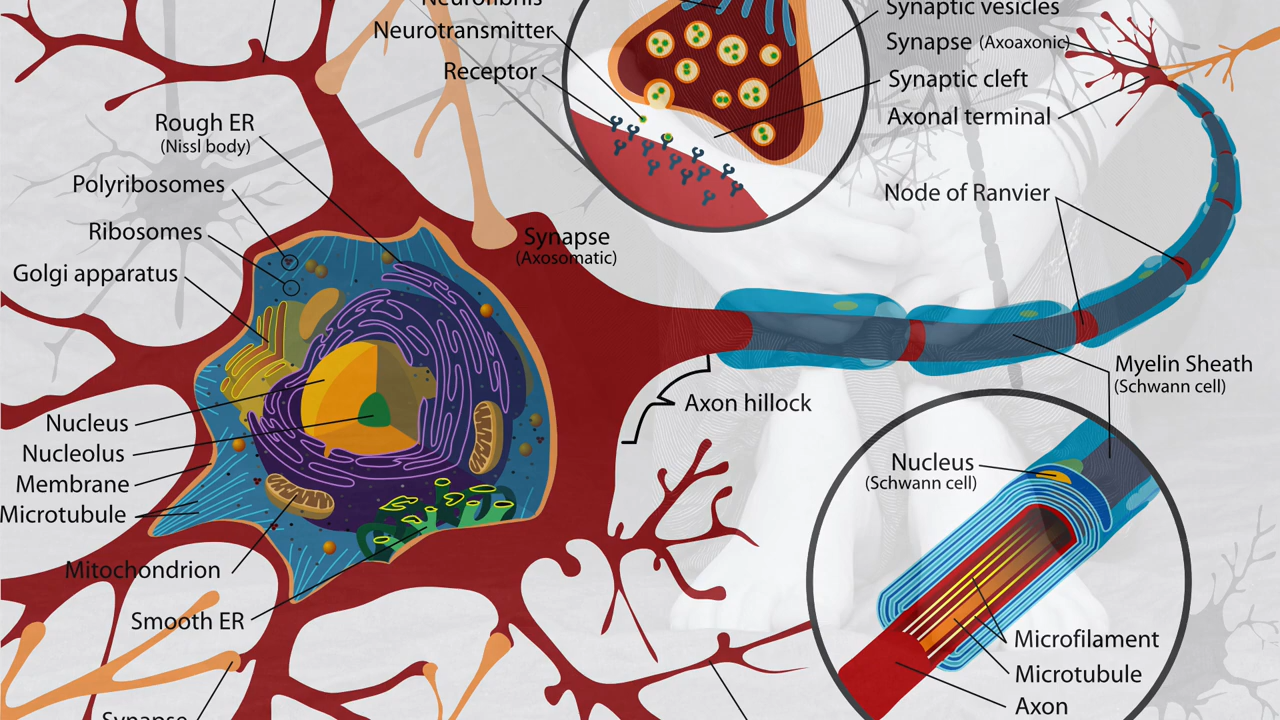 Neurofibrils
Neurotransmitter
Receptor
Synaptic vesicles
Synapse (Axoaxonic)
Synaptic cleft
Axonal terminal
Rough ER
(Nissl body)
Polyribosomes
Ribosomes
Golgi apparatus
Synapse
(Axosomatic)
Node of Ranvier
Myelin Sheath
(Schwann cell)
Axon hillock
Nucleus
Nucleolus
Membrane
Microtubule
Mitochondrion
Smooth ER
Synapse
Nucleus
(Schwann cell)
Microfilament
Microtubule
Axon